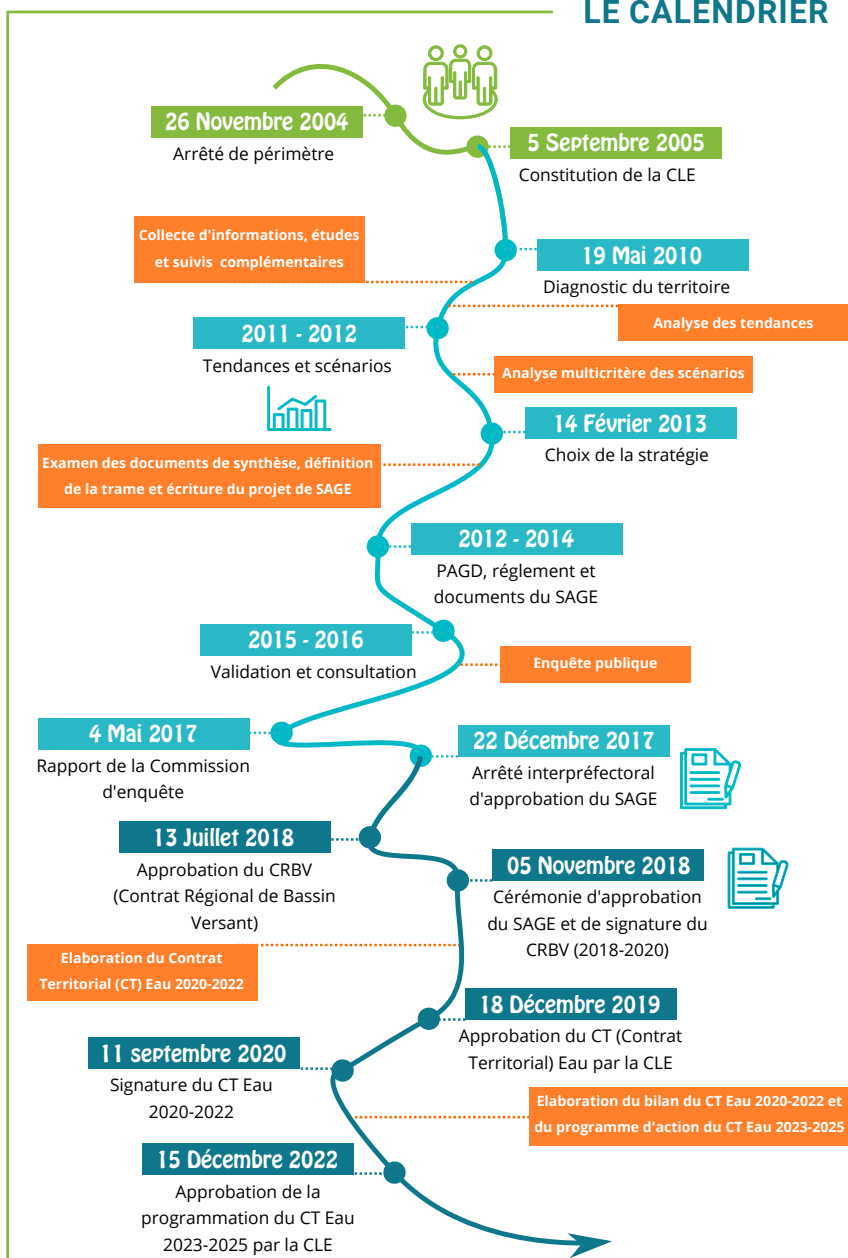 LE CALENDRIER
26 Novembre 2004
Arrêté de périmètre
5 Septembre 2005
Constitution de la CLE
Collecte d'informations, études
et suivis complémentaires
19 Mai 2010
Diagnostic du territoire
Analyse des tendances
2011 - 2012
Tendances et scénarios
Analyse multicritère des scénarios
14 Février 2013
Choix de la stratégie
Examen des documents de synthèse, définition
de la trame et écriture du projet de SAGE
2012 - 2014
PAGD, réglement et
documents du SAGE
2015 - 2016
Validation et consultation
Enquête publique
4 Mai 2017
Rapport de la Commission
d'enquête
22 Décembre 2017
Arrêté interpréfectoral
d'approbation du SAGE
13 Juillet 2018
Approbation du CRBV
(Contrat Régional de Bassin
Versant)
05 Novembre 2018
Cérémonie d'approbation
du SAGE et de signature du
CRBV (2018-2020)
Elaboration du Contrat
Territorial (CT) Eau 2020-2022
18 Décembre 2019
Approbation du CT (Contrat
Territorial) Eau par la CLE
11 septembre 2020
Signature du CT Eau
2020-2022
Elaboration du bilan du CT Eau 2020-2022 et
du programme d'action du CT Eau 2023-2025
15 Décembre 2022
Approbation de la
programmation du CT Eau
2023-2025 par la CLE